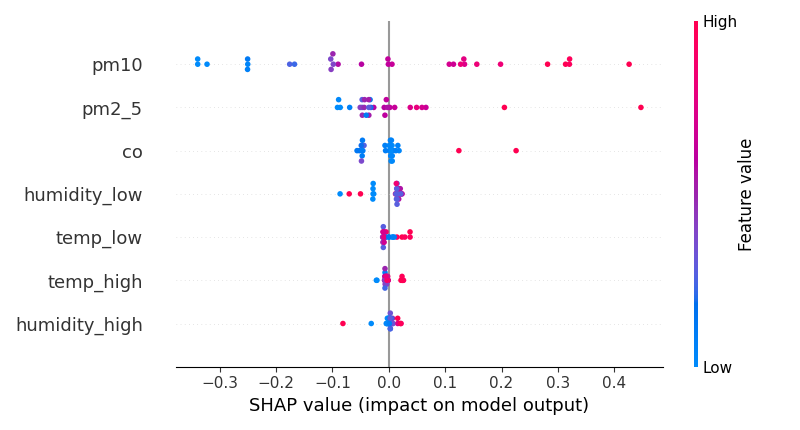 High
pm10
pm2_5
co
humidity_low
temp_low
temp_high
humidity_high
Feature value
Low
−0.3 −0.2 −0.1 0.0 0.1 0.2 0.3 0.4
SHAP value (impact on model output)